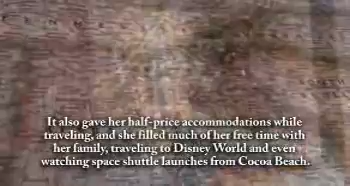 It also gave her half-price accommodations while
traveling, and she filled much of her free time with
her family, traveling to Disney World and even
watching space shuttle launches from Cocoa Beach.